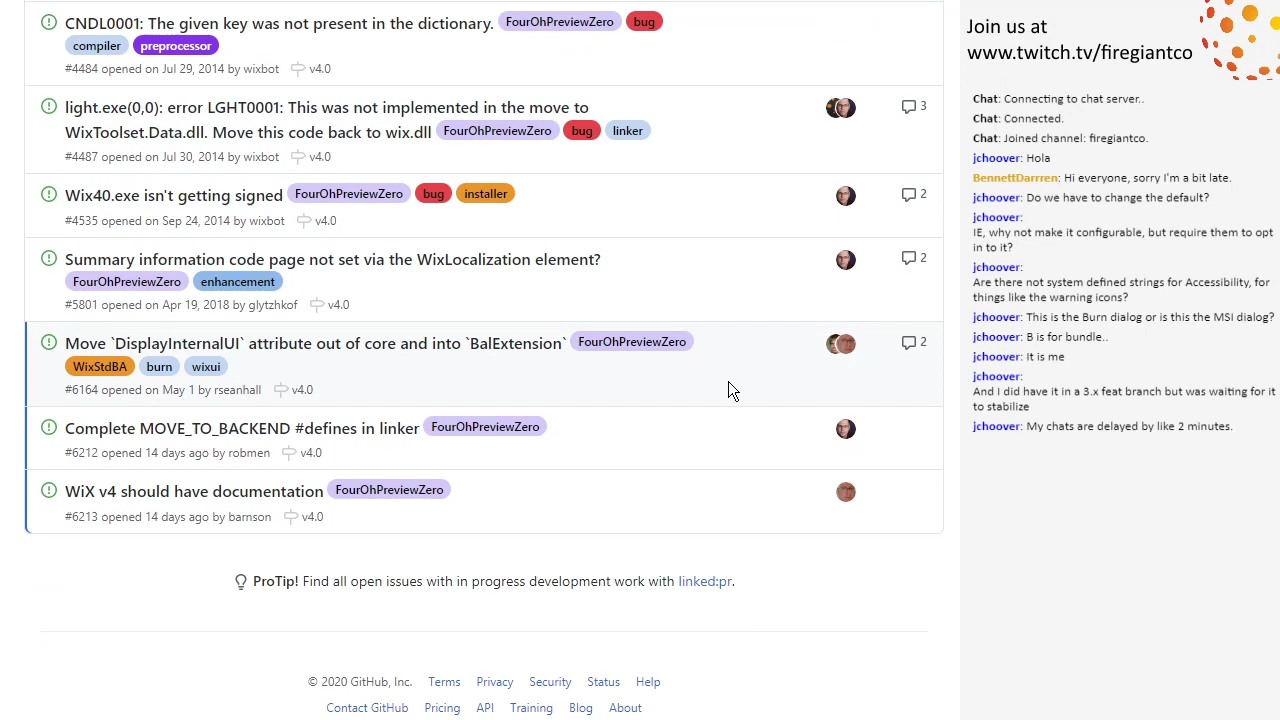 CNDL0001: The given key was not present in the dictionary. FourOhPreviewZero bug
compiler preprocessor
#4484 opened on Jul 29, 2014 by wixbot v4.0
light.exe(0,0): error LGHT0001: This was not implemented in the move to 3
WixToolset.Data.dll. Move this code back to wix.dll FourOhPreviewZero bug linker
#4487 opened on Jul 30, 2014 by wixbot v4.0
Wix40.exe isn't getting signed FourOhPreviewZero bug installer 2
#4535 opened on Sep 24, 2014 by wixbot v4.0
Summary information code page not set via the WixLocalization element? 2
FourOhPreviewZero enhancement
#5801 opened on Apr 19, 2018 by glytzhkof v4.0
Move `DisplayInternalUI` attribute out of core and into `BalExtension` FourOhPreviewZero 2
WixStdBA burn wixui
#6164 opened on May 1 by rseanhall v4.0
Complete MOVE_TO_BACKEND #defines in linker FourOhPreviewZero
#6212 opened 14 days ago by robmen v4.0
WiX v4 should have documentation FourOhPreviewZero
#6213 opened 14 days ago by barnson v4.0
ProTip! Find all open issues with in progress development work with linked:pr.
© 2020 GitHub, Inc. Terms Privacy Security Status Help
Contact GitHub Pricing API Training Blog About
Join us at
www.twitch.tv/firegiantco
Chat: Connecting to chat server..
Chat: Connected.
Chat: Joined channel: firegiantco.
jchoover: Hola
BennettDarrren: Hi everyone, sorry I'm a bit late.
jchoover: Do we have to change the default?
jchoover:
IE, why not make it configurable, but require them to opt
in to it?
jchoover:
Are there not system defined strings for Accessibility, for
things like the warning icons?
jchoover: This is the Burn dialog or is this the MSI dialog?
jchoover: B is for bundle..
jchoover: It is me
jchoover:
And I did have it in a 3.x feat branch but was waiting for it
to stabilize
jchoover: My chats are delayed by like 2 minutes.